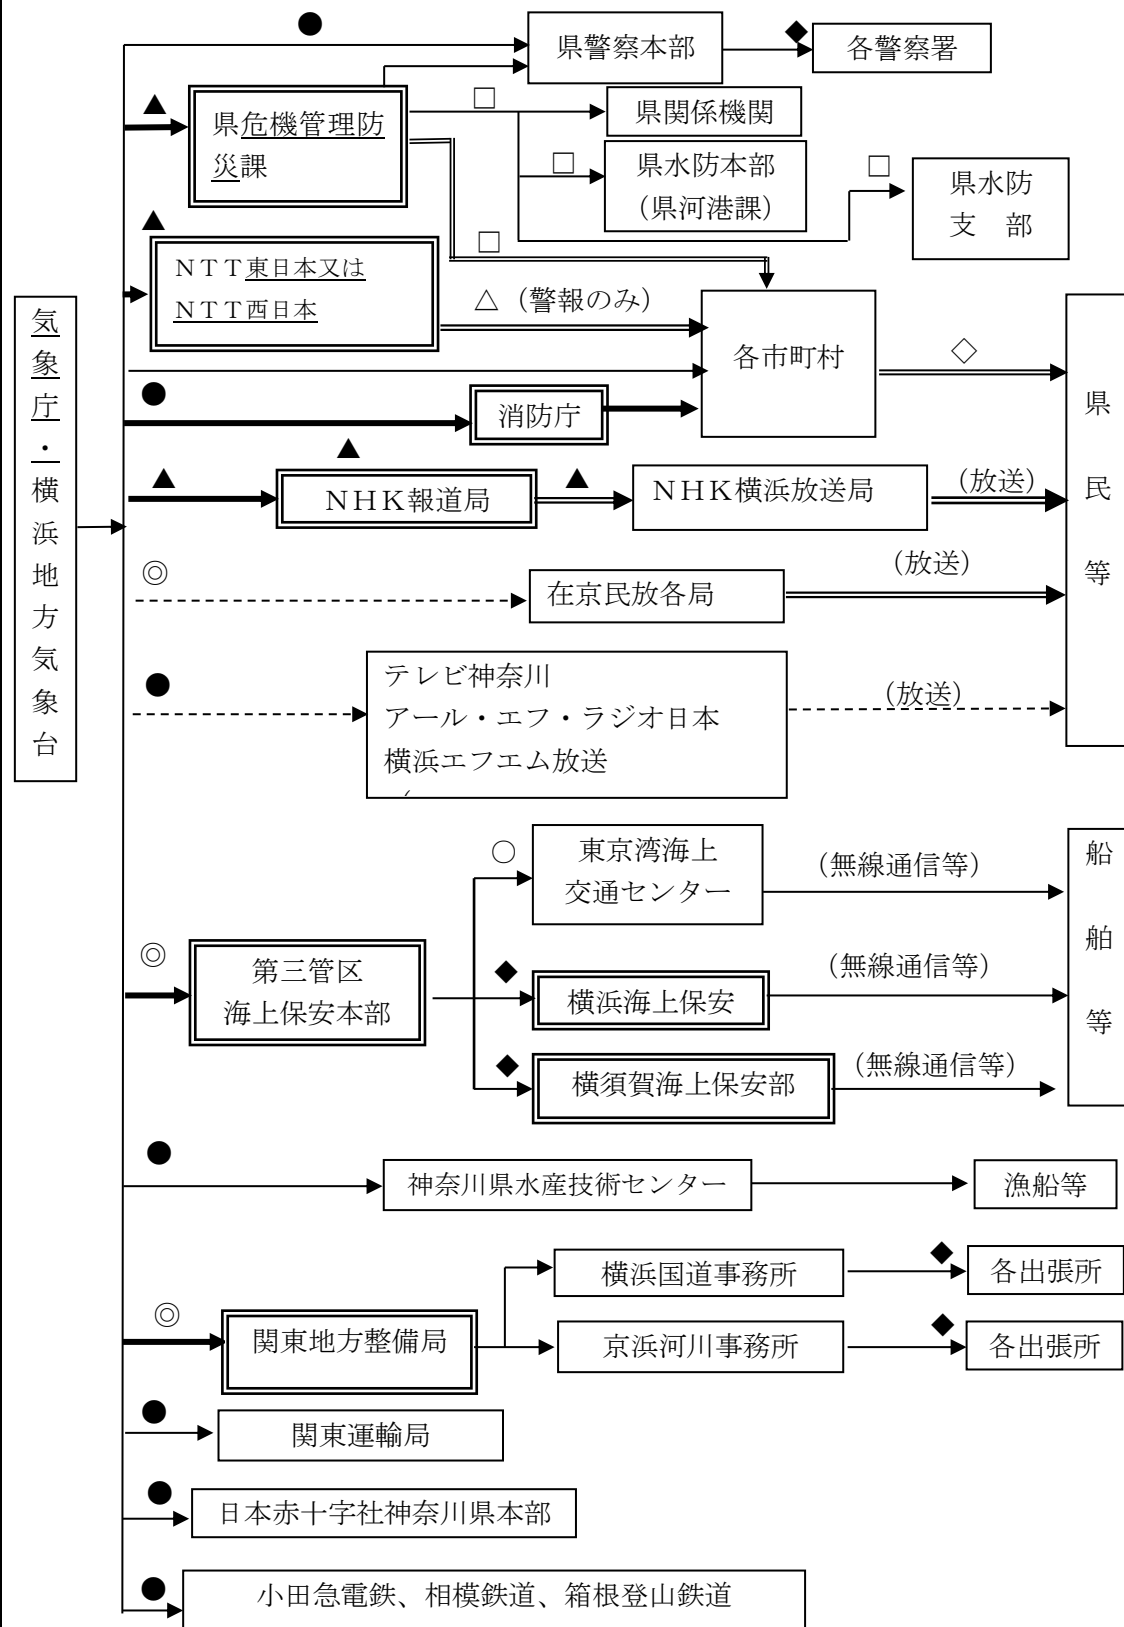 ●
県警察本部
◆
各警察署
▲
県危機管理防
災課
□
県関係機関
□
県水防本部
（県河港課）
□
県水防
支　部
▲
ＮＴＴ東日本又は
ＮＴＴ西日本
□
△（警報のみ）
各市町村
◇
県民等
気象庁・横浜地方気象台
●
消防庁
▲
▲
ＮＨＫ報道局
▲
ＮＨＫ横浜放送局
（放送）
◎
在京民放各局
（放送）
●
テレビ神奈川
アール・エフ・ラジオ日本
横浜エフエム放送
（放送）
○
東京湾海上
交通センター
（無線通信等）
船舶等
◎
第三管区
海上保安本部
◆
横浜海上保安
（無線通信等）
◆
横須賀海上保安部
（無線通信等）
●
神奈川県水産技術センター
漁船等
◎
関東地方整備局
横浜国道事務所
◆
各出張所
京浜河川事務所
◆
各出張所
●
関東運輸局
●
日本赤十字社神奈川県本部
●
小田急電鉄、相模鉄道、箱根登山鉄道